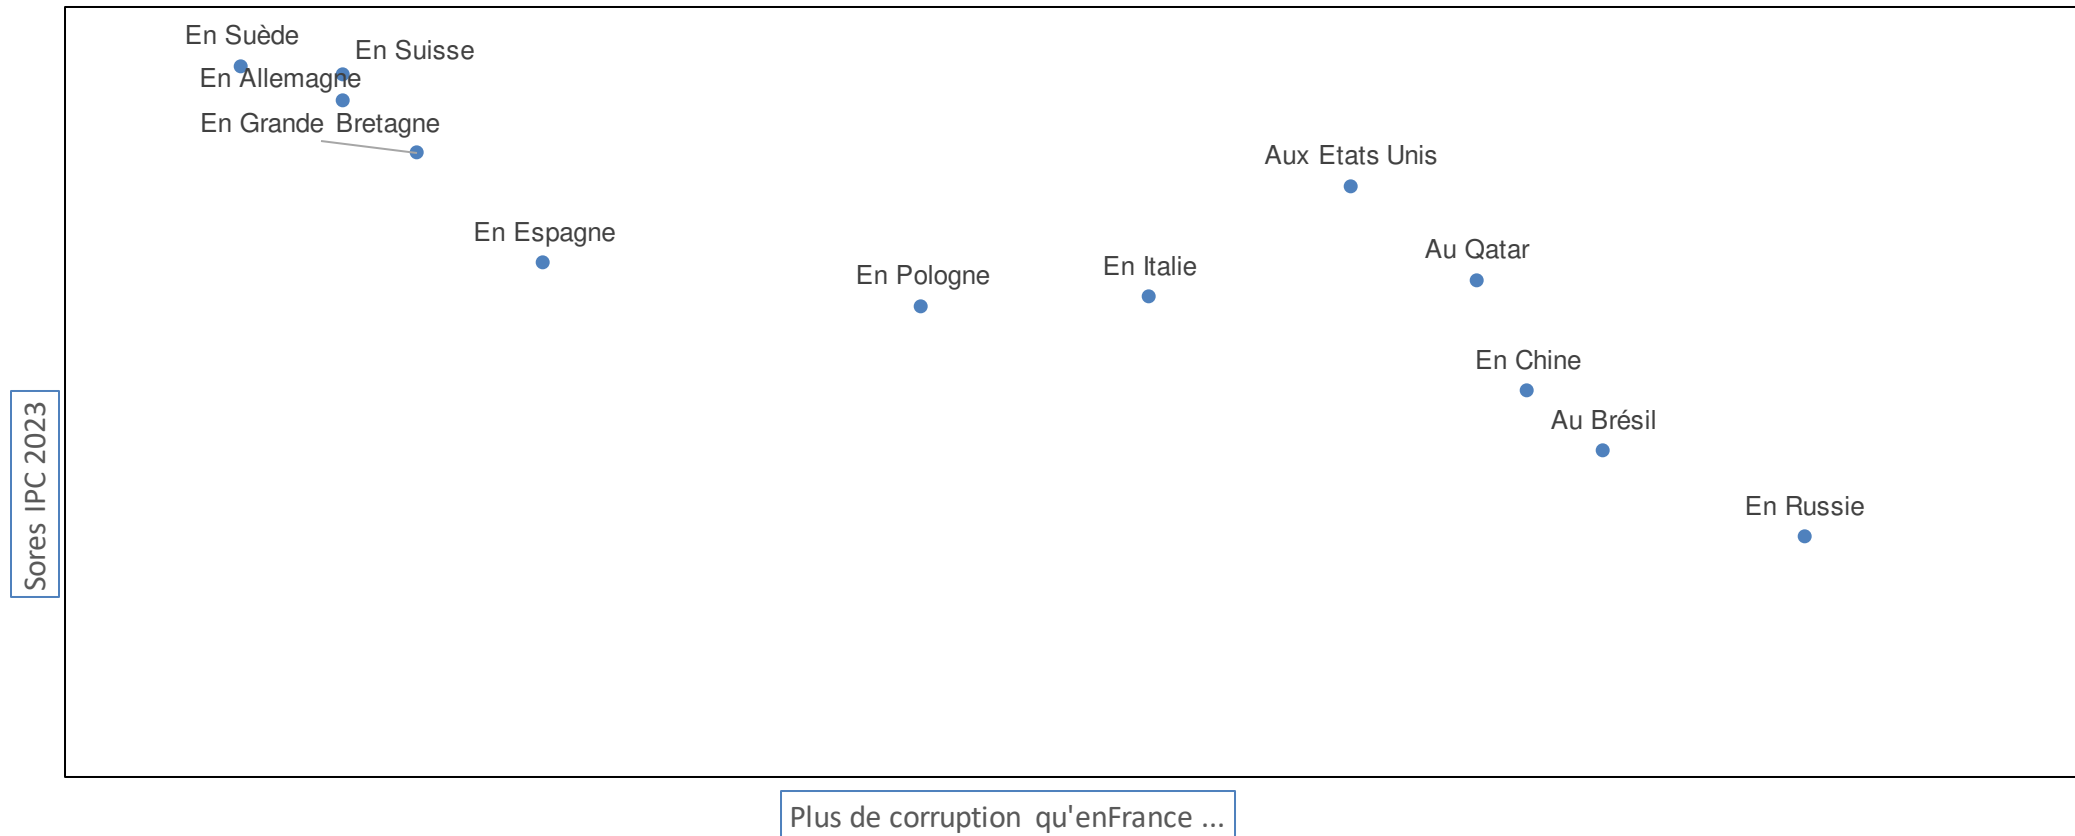 En Suède
En Suisse
En Allemagne
En Grande Bretagne
Aux Etats Unis
En Espagne
Au Qatar
En Italie
En Pologne
En Chine
Au Brésil
En Russie
Sores IPC 2023
Plus de corruption qu'enFrance ...